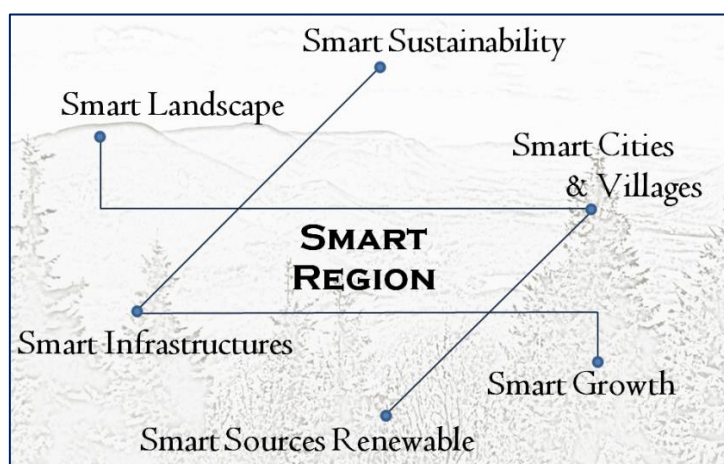 Smart Sustainability
Smart Landscape
Smart Cities
& Villages
SMART
REGION
Smart Infrastructures
Smart Growth
Smart Sources Renewable